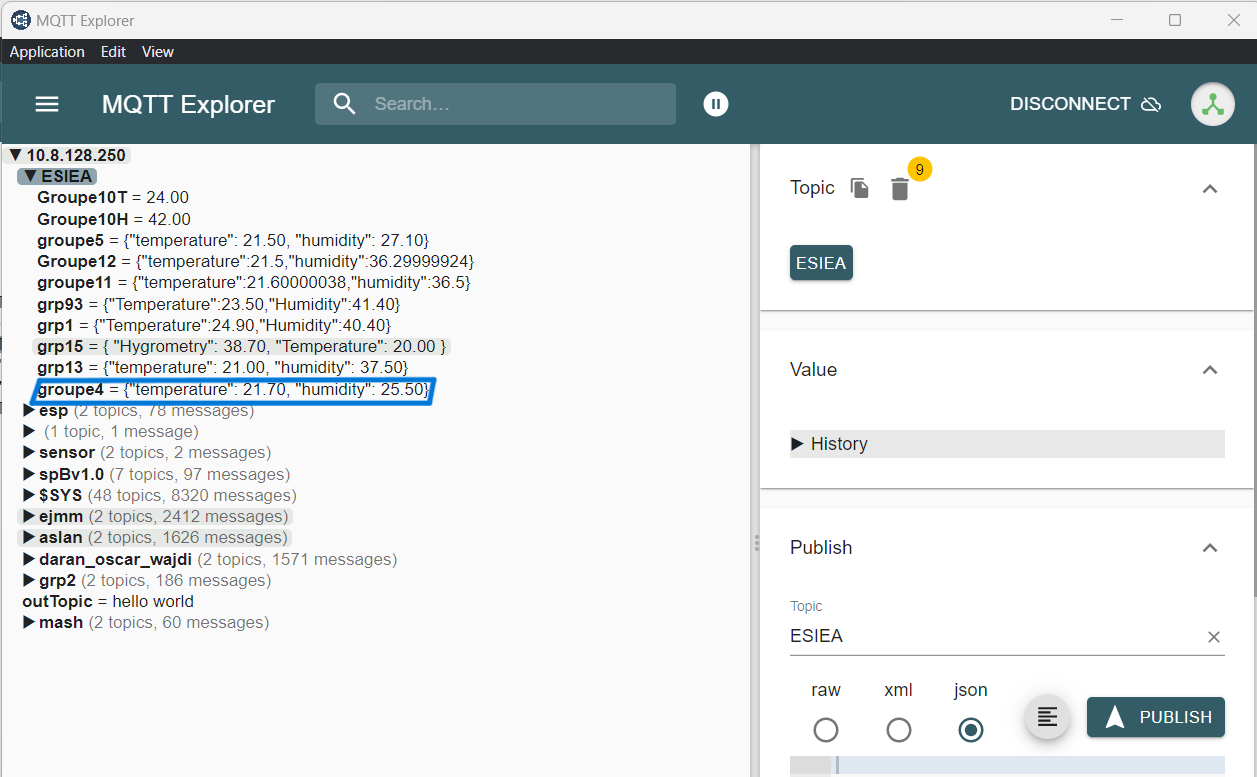 MQTT Explorer
Application Edit View
MQTT Explorer
Search...
DISCONNECT
▼ 10.8.128.250
▼ ESIEA
Groupe10T = 24.00
Groupe10H = 42.00
groupe5 = {"temperature": 21.50, "humidity": 27.10}
Groupe12 = {"temperature":21.5,"humidity":36.29999924}
groupe11 = {"temperature":21.60000038,"humidity":36.5}
grp93 = {"Temperature":23.50,"Humidity":41.40}
grp1 = {"Temperature":24.90,"Humidity":40.40}
grp15 = { "Hygrometry": 38.70, "Temperature": 20.00 }
grp13 = {"temperature": 21.00, "humidity": 37.50}
groupe4 = {"temperature": 21.70, "humidity": 25.50}
▶ esp (2 topics, 78 messages)
▶ (1 topic, 1 message)
▶ sensor (2 topics, 2 messages)
▶ spBv1.0 (7 topics, 97 messages)
▶ $SYS (48 topics, 8320 messages)
▶ ejmm (2 topics, 2412 messages)
▶ aslan (2 topics, 1626 messages)
▶ daran_oscar_wajdi (2 topics, 1571 messages)
▶ grp2 (2 topics, 186 messages)
outTopic = hello world
▶ mash (2 topics, 60 messages)
Topic 9
ESIEA
Value
▶ History
Publish
Topic
ESIEA
raw xml json
PUBLISH